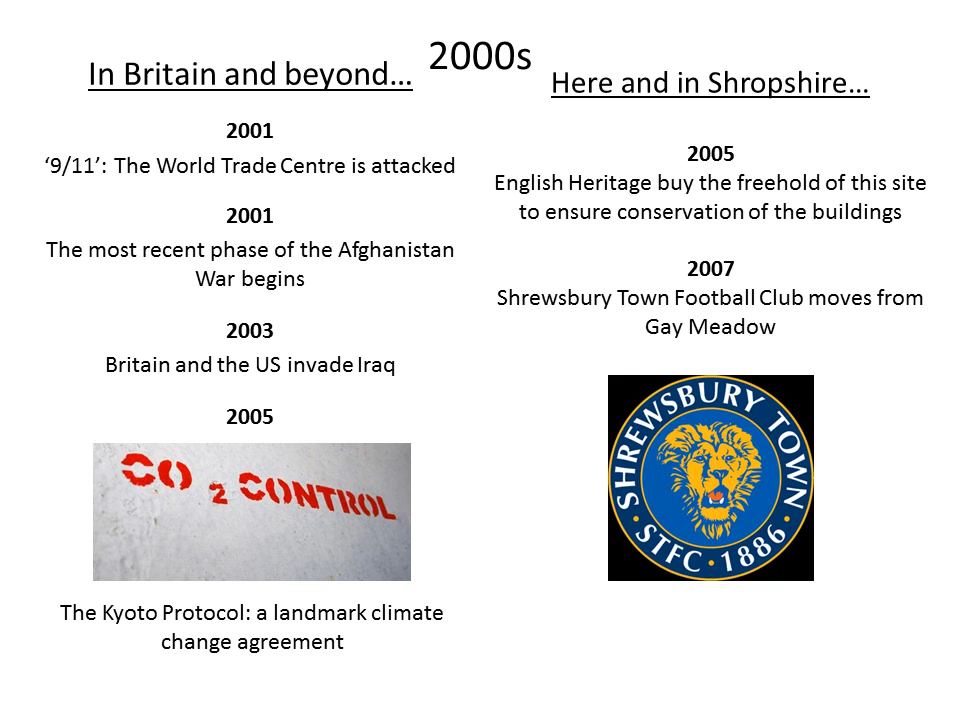 2000s
In Britain and beyond…
2001
‘9/11’: The World Trade Centre is attacked
2001
The most recent phase of the Afghanistan
War begins
2003
Britain and the US invade Iraq
2005
CO 2 CONTROL
The Kyoto Protocol: a landmark climate
change agreement
Here and in Shropshire…
2005
English Heritage buy the freehold of this site
to ensure conservation of the buildings
2007
Shrewsbury Town Football Club moves from
Gay Meadow
SHREWSBURY TOWN
STFC · 1886